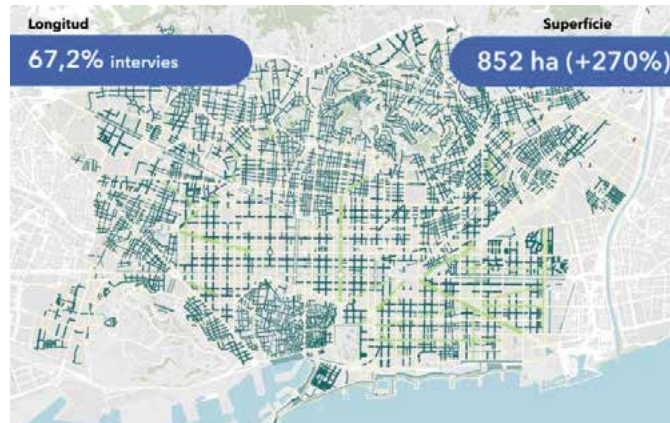 Longitud
67,2% intervies
Superfície
852 ha (+270%)